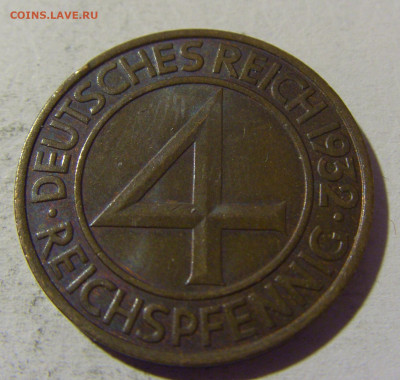 COINS.LAVE.RU
DEUTSCHES REICH 1932
4
· REICHSPFENNIG ·